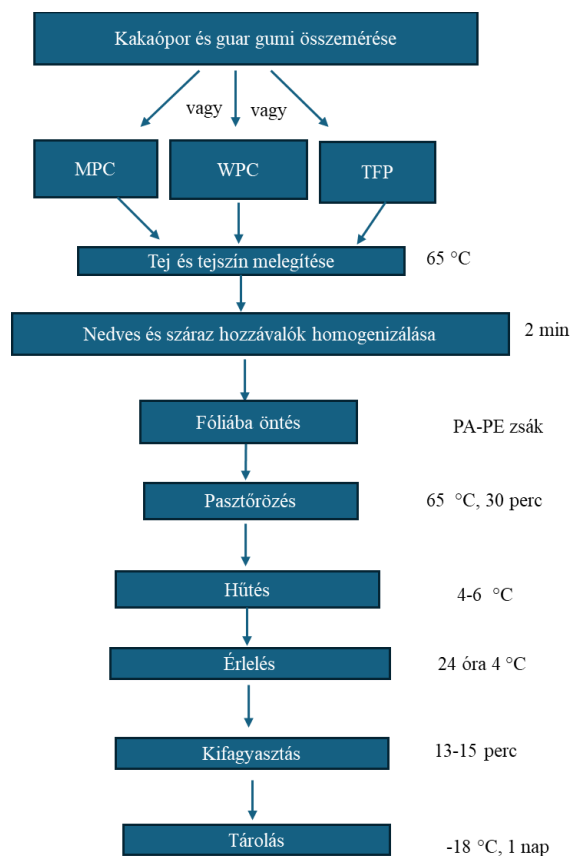 Kakaópor és guar gumi összemérése
vagy vagy
MPC WPC TFP
Tej és tejszín melegítése 65 °C
Nedves és száraz hozzávalók homogenizálása 2 min
Fóliába öntés PA-PE zsák
Pasztőrözés 65 °C, 30 perc
Hűtés 4-6 °C
Érlelés 24 óra 4 °C
Kifagyasztás 13-15 perc
Tárolás -18 °C, 1 nap